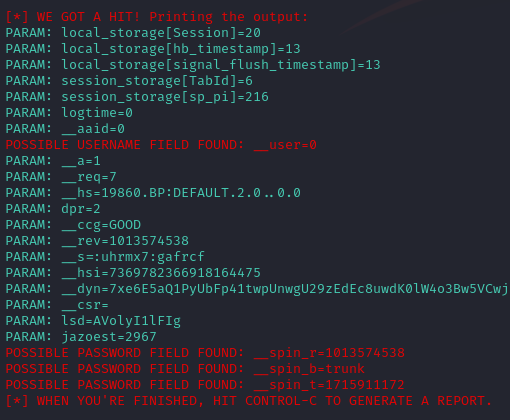 [*] WE GOT A HIT! Printing the output:
PARAM: local_storage[Session]=20
PARAM: local_storage[hb_timestamp]=13
PARAM: local_storage[signal_flush_timestamp]=13
PARAM: session_storage[TabId]=6
PARAM: session_storage[sp_pi]=216
PARAM: logtime=0
PARAM: __aaid=0
POSSIBLE USERNAME FIELD FOUND: __user=0
PARAM: __a=1
PARAM: __req=7
PARAM: __hs=19860.BP:DEFAULT.2.0..0.0
PARAM: dpr=2
PARAM: __ccg=GOOD
PARAM: __rev=1013574538
PARAM: __s=:uhrmx7:gafrcf
PARAM: __hsi=7369782366918164475
PARAM: __dyn=7xe6E5aQ1PyUbFp41twpUnwgU29zEdEc8uwdK0lW4o3Bw5VCwj
PARAM: __csr=
PARAM: lsd=AVolyI1lFIg
PARAM: jazoest=2967
POSSIBLE PASSWORD FIELD FOUND: __spin_r=1013574538
POSSIBLE PASSWORD FIELD FOUND: __spin_b=trunk
POSSIBLE PASSWORD FIELD FOUND: __spin_t=1715911172
[*] WHEN YOU'RE FINISHED, HIT CONTROL-C TO GENERATE A REPORT.